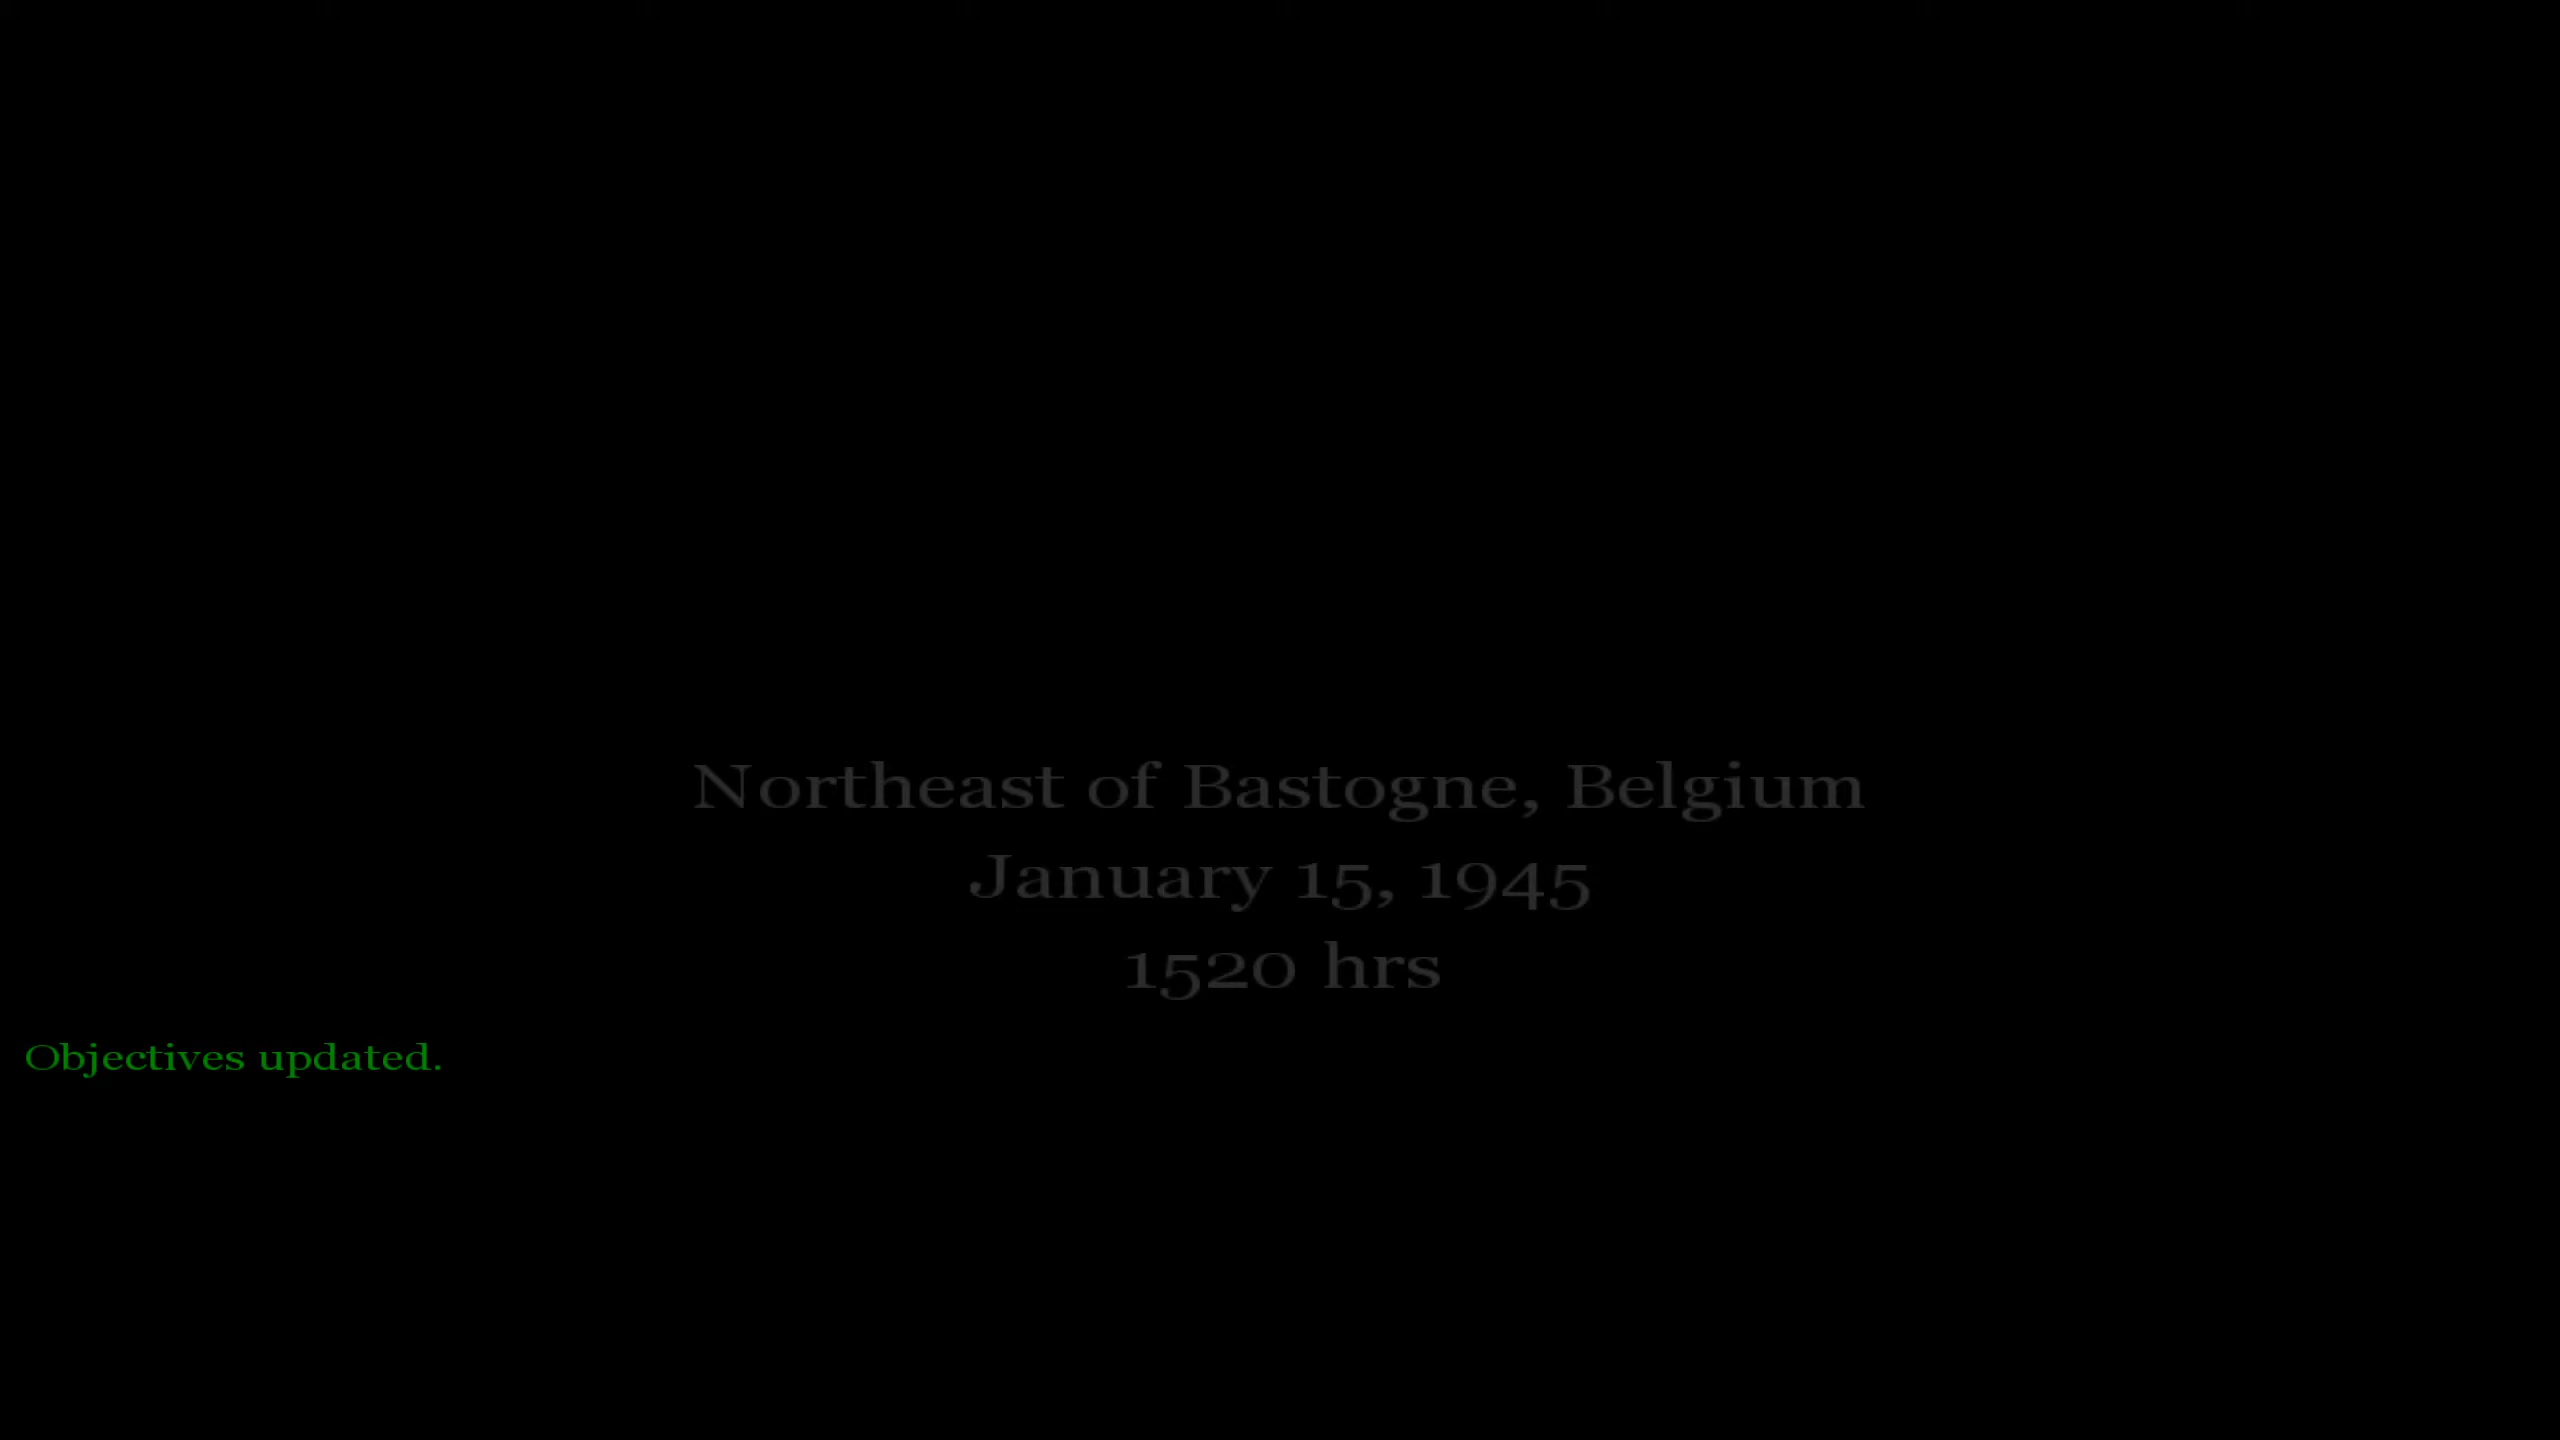 Northeast of Bastogne, Belgium
January 15, 1945
1520 hrs
Objectives updated.